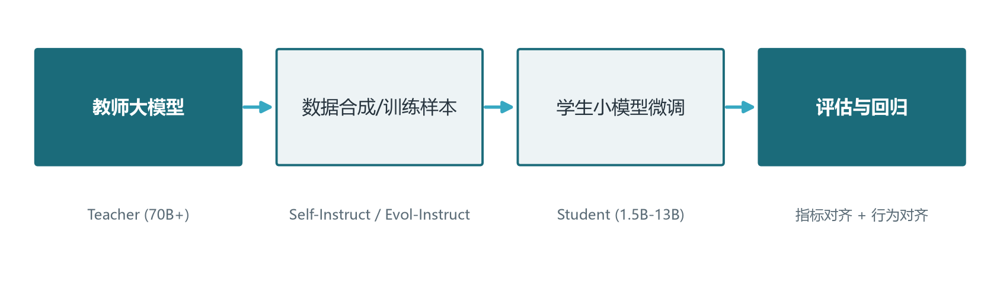 教师大模型
数据合成/训练样本
学生小模型微调
评估与回归
Teacher (70B+)
Self-Instruct / Evol-Instruct
Student (1.5B-13B)
指标对齐 + 行为对齐